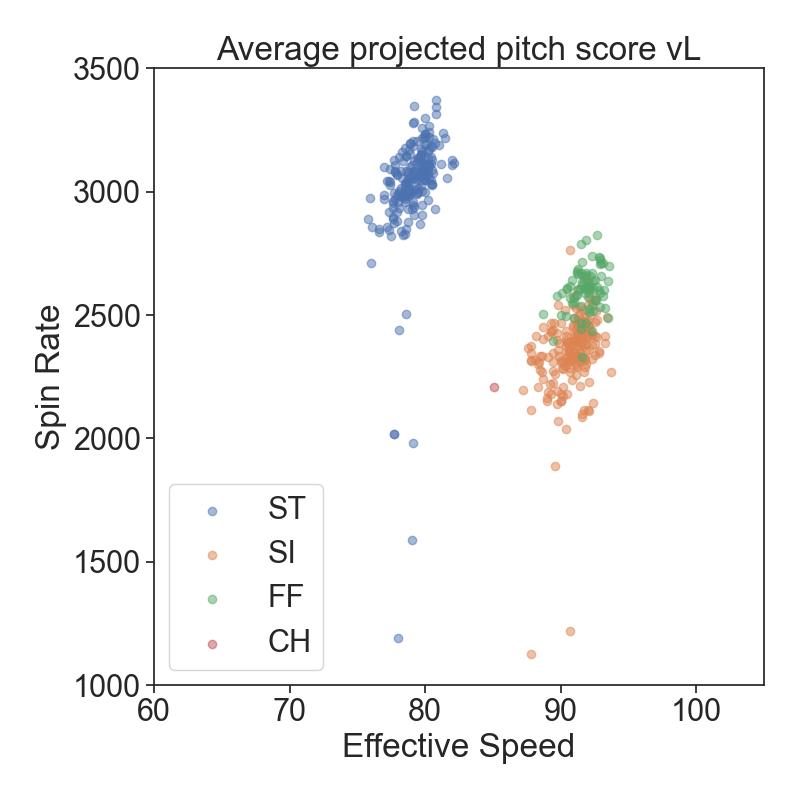 Average projected pitch score vL
3500
3000
2500
2000
1500
1000
Spin Rate
ST
SI
FF
CH
60 70 80 90 100
Effective Speed